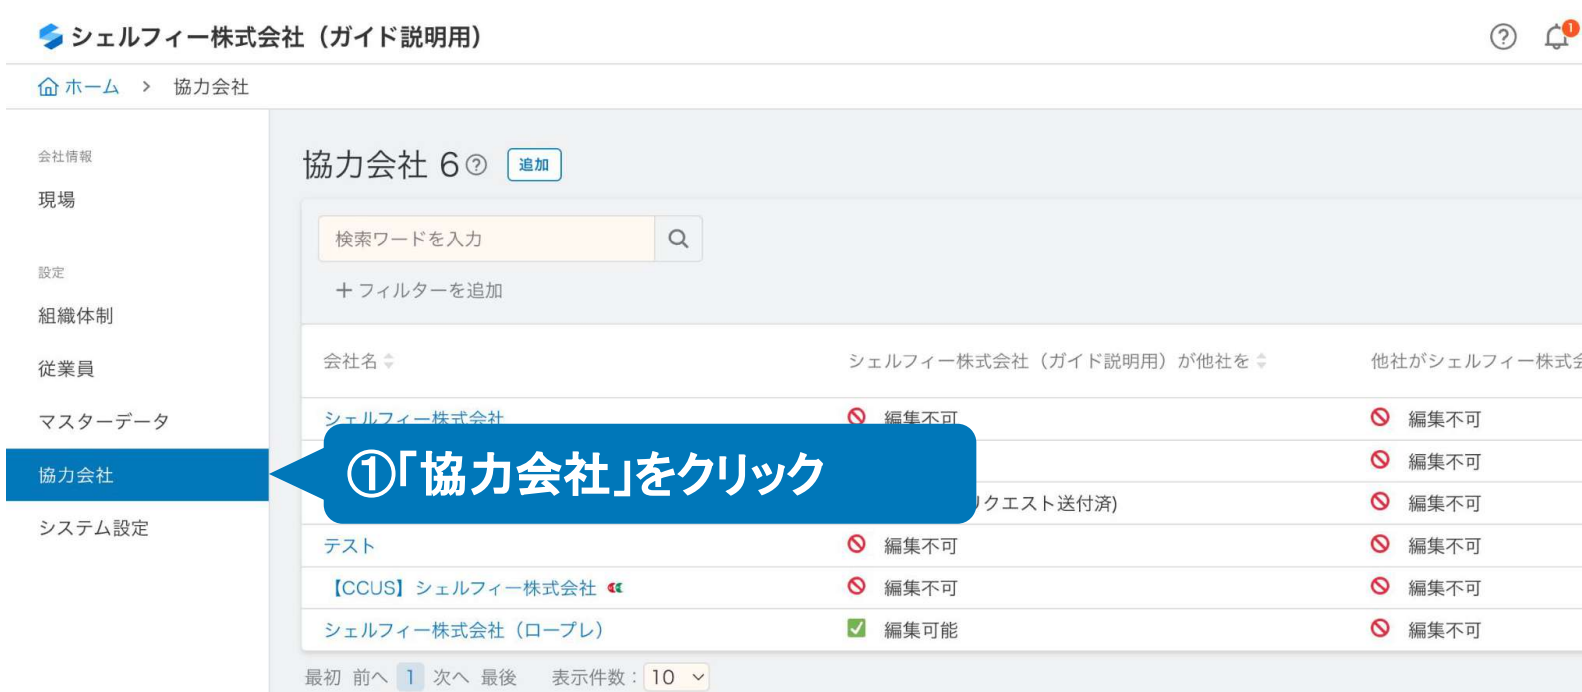 シェルフィー株式会社（ガイド説明用）
1
ホーム > 協力会社
会社情報
現場
設定
組織体制
従業員
マスターデータ
協力会社
システム設定
協力会社 6 追加
検索ワードを入力
＋フィルターを追加
会社名 シェルフィー株式会社（ガイド説明用）が他社を 他社がシェルフィー株式
シェルフィー株式会社 編集不可 編集不可
編集不可
リクエスト送付済) 編集不可
テスト 編集不可 編集不可
【CCUS】シェルフィー株式会社 編集不可 編集不可
シェルフィー株式会社（ロープレ） 編集可能 編集不可
①「協力会社」をクリック
最初 前へ 1 次へ 最後 表示件数：10